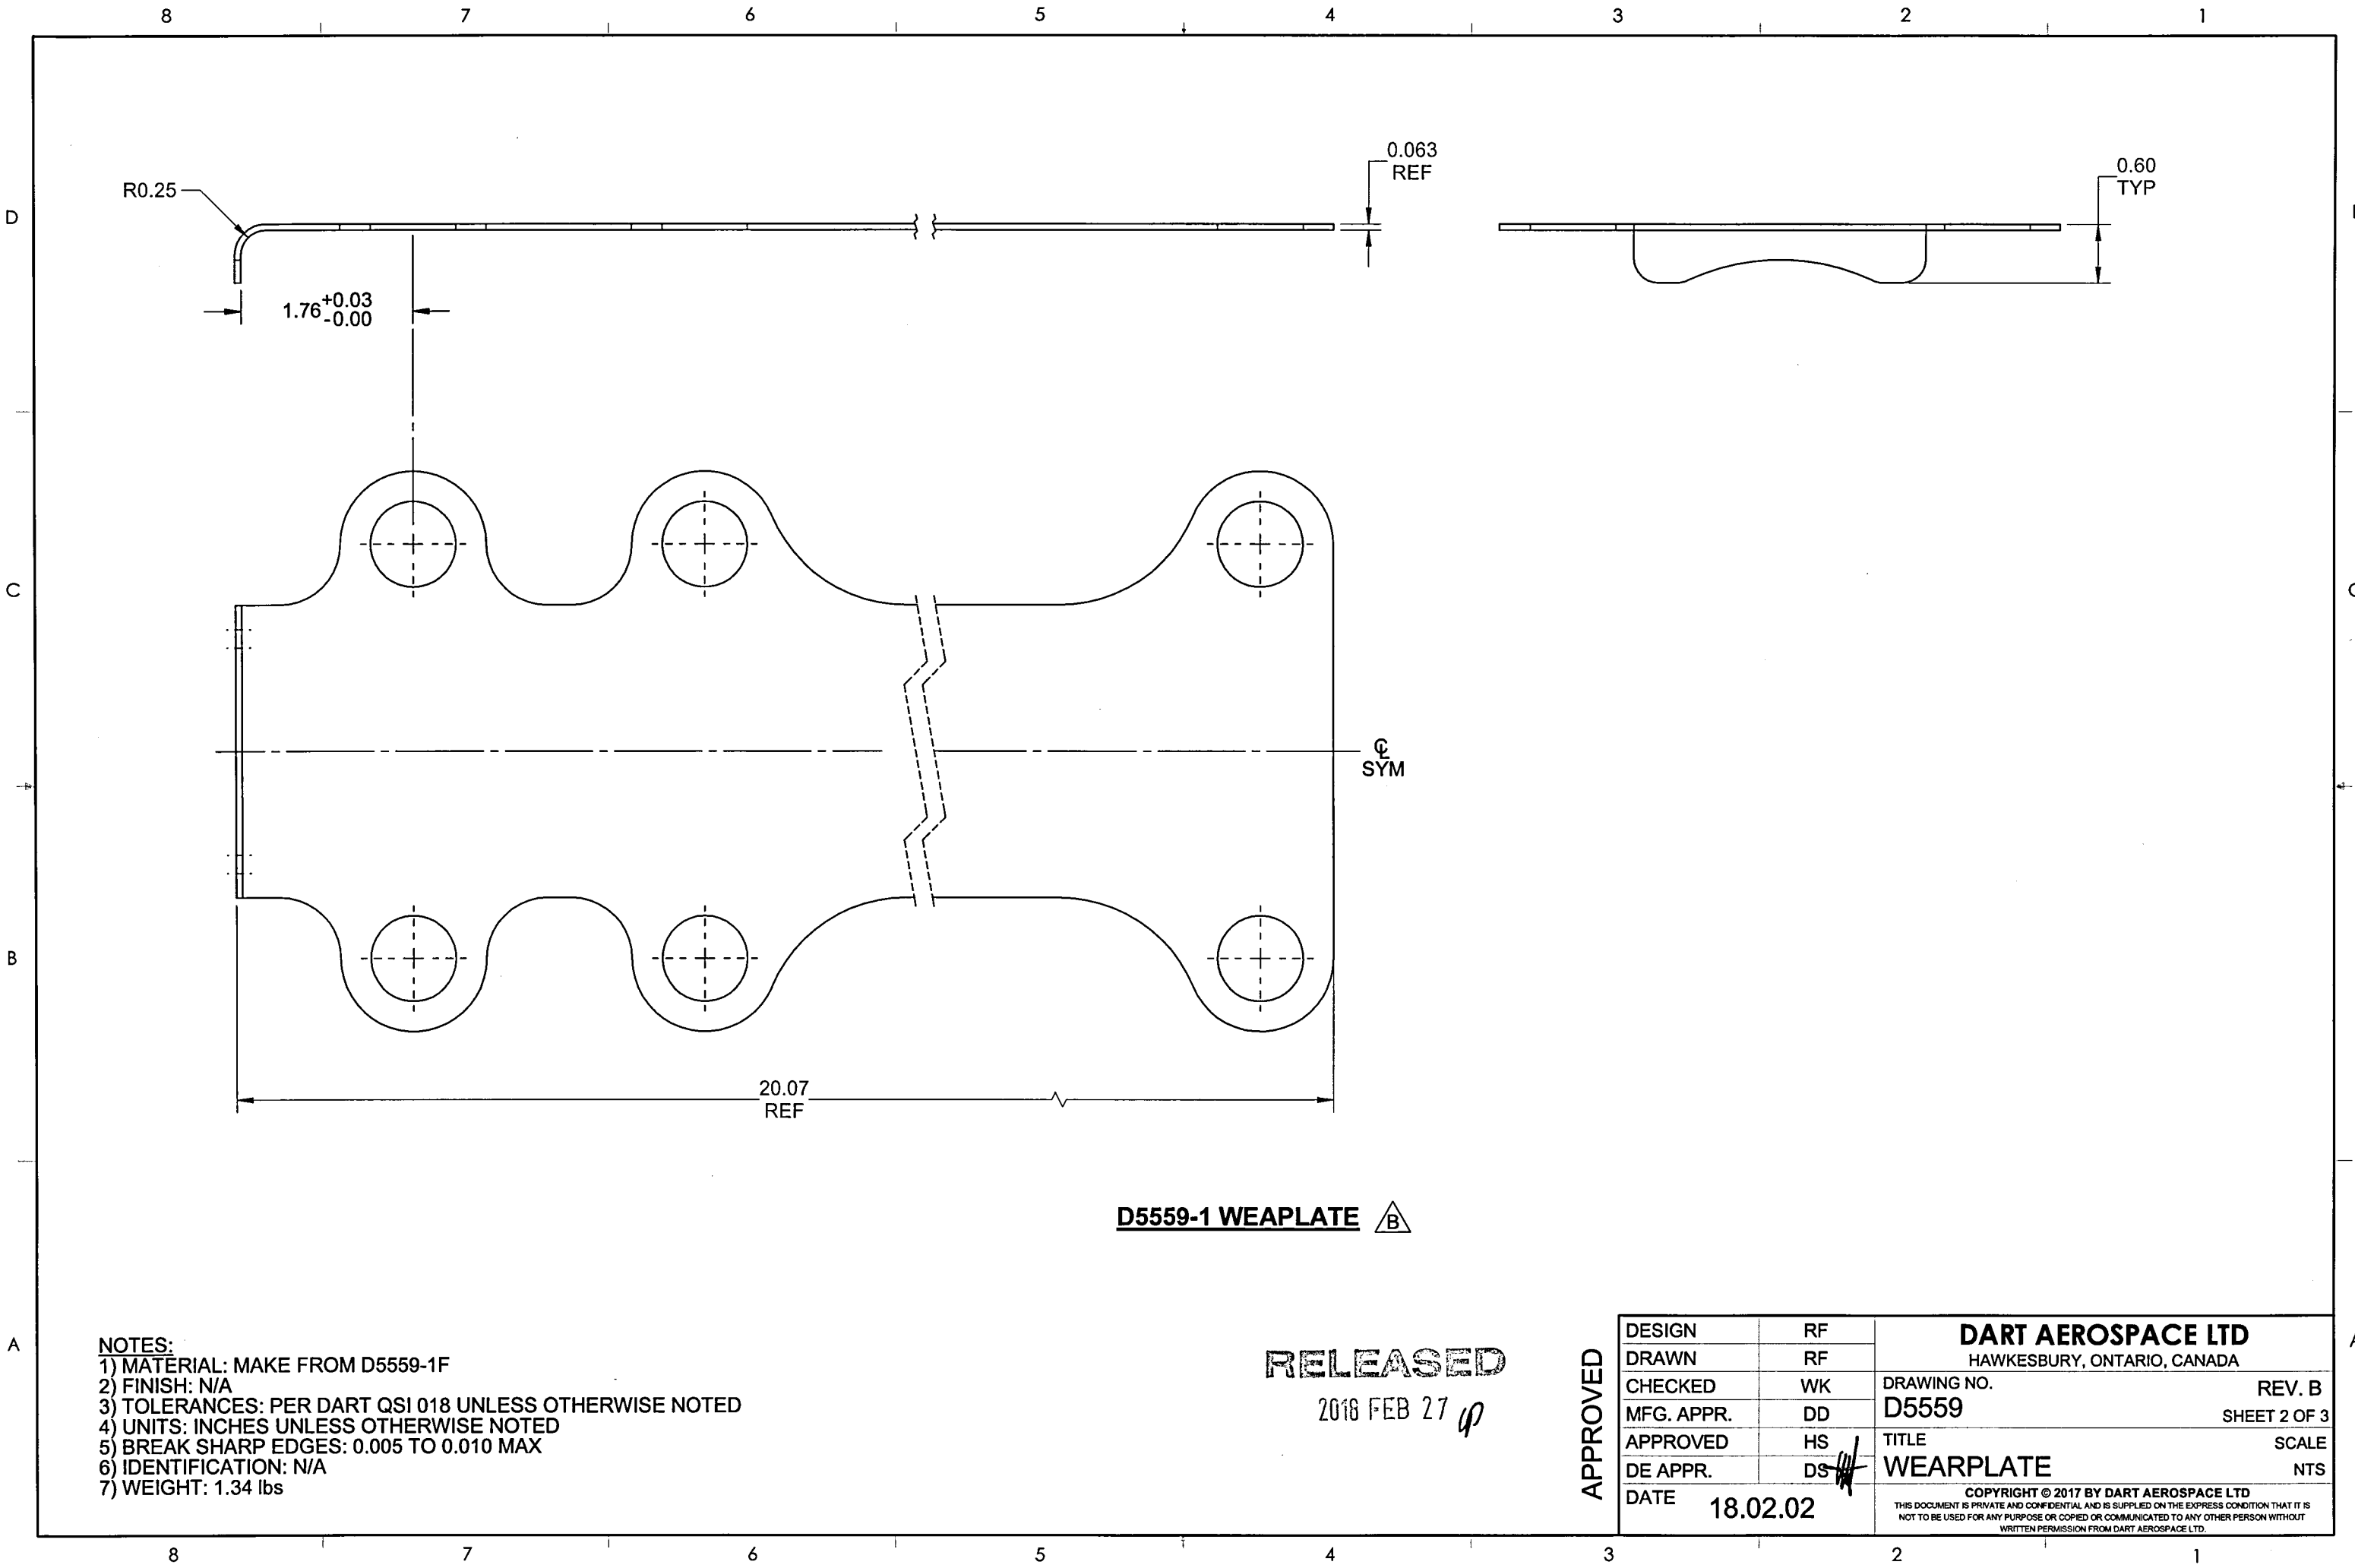 8 7 6 5 4 3 2 1
D
R0.25
0.063
REF
0.60
TYP
1.76 +0.03
-0.00
C
C
℄
SYM
B
20.07
REF
D5559-1 WEAPLATE B
A
NOTES:
1) MATERIAL: MAKE FROM D5559-1F
2) FINISH: N/A
3) TOLERANCES: PER DART QSI 018 UNLESS OTHERWISE NOTED
4) UNITS: INCHES UNLESS OTHERWISE NOTED
5) BREAK SHARP EDGES: 0.005 TO 0.010 MAX
6) IDENTIFICATION: N/A
7) WEIGHT: 1.34 lbs
RELEASED
2018 FEB 27
APPROVED
DESIGN RF
DRAWN RF
CHECKED WK
MFG. APPR. DD
APPROVED HS
DE APPR. DS
DATE 18.02.02
DART AEROSPACE LTD
HAWKESBURY, ONTARIO, CANADA
DRAWING NO. REV. B
D5559 SHEET 2 OF 3
TITLE SCALE
WEARPLATE NTS
COPYRIGHT © 2017 BY DART AEROSPACE LTD
THIS DOCUMENT IS PRIVATE AND CONFIDENTIAL AND IS SUPPLIED ON THE EXPRESS CONDITION THAT IT IS
NOT TO BE USED FOR ANY PURPOSE OR COPIED OR COMMUNICATED TO ANY OTHER PERSON WITHOUT
WRITTEN PERMISSION FROM DART AEROSPACE LTD.
8 7 6 5 4 3 2 1